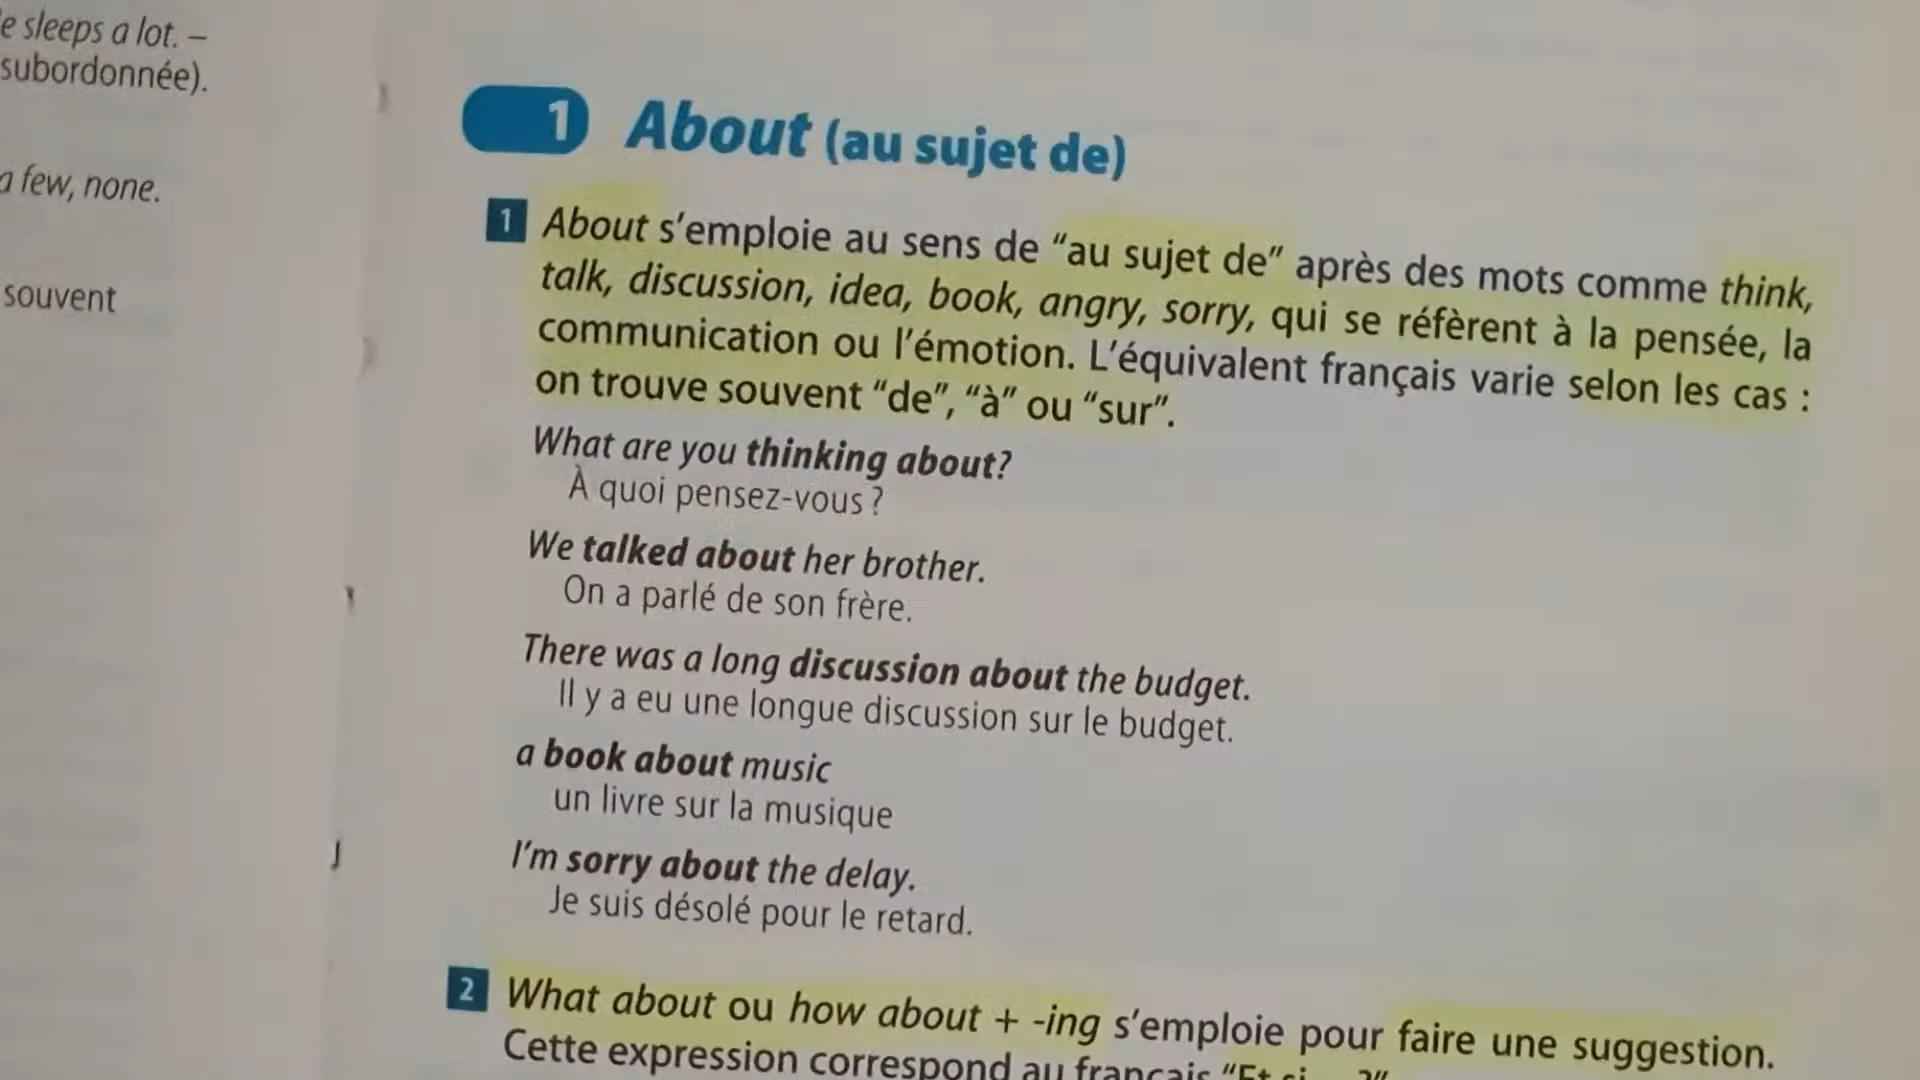 e sleeps a lot. –
subordonnée).
a few, none.
souvent
1 About (au sujet de)
1 About s'emploie au sens de “au sujet de” après des mots comme think,
talk, discussion, idea, book, angry, sorry, qui se réfèrent à la pensée, la
communication ou l'émotion. L'équivalent français varie selon les cas :
on trouve souvent “de”, “à” ou “sur”.
What are you thinking about?
À quoi pensez-vous ?
We talked about her brother.
On a parlé de son frère.
There was a long discussion about the budget.
Il y a eu une longue discussion sur le budget.
a book about music
un livre sur la musique
I'm sorry about the delay.
Je suis désolé pour le retard.
2 What about ou how about + -ing s'emploie pour faire une suggestion.
Cette expression correspond au français “Et si ... ?”